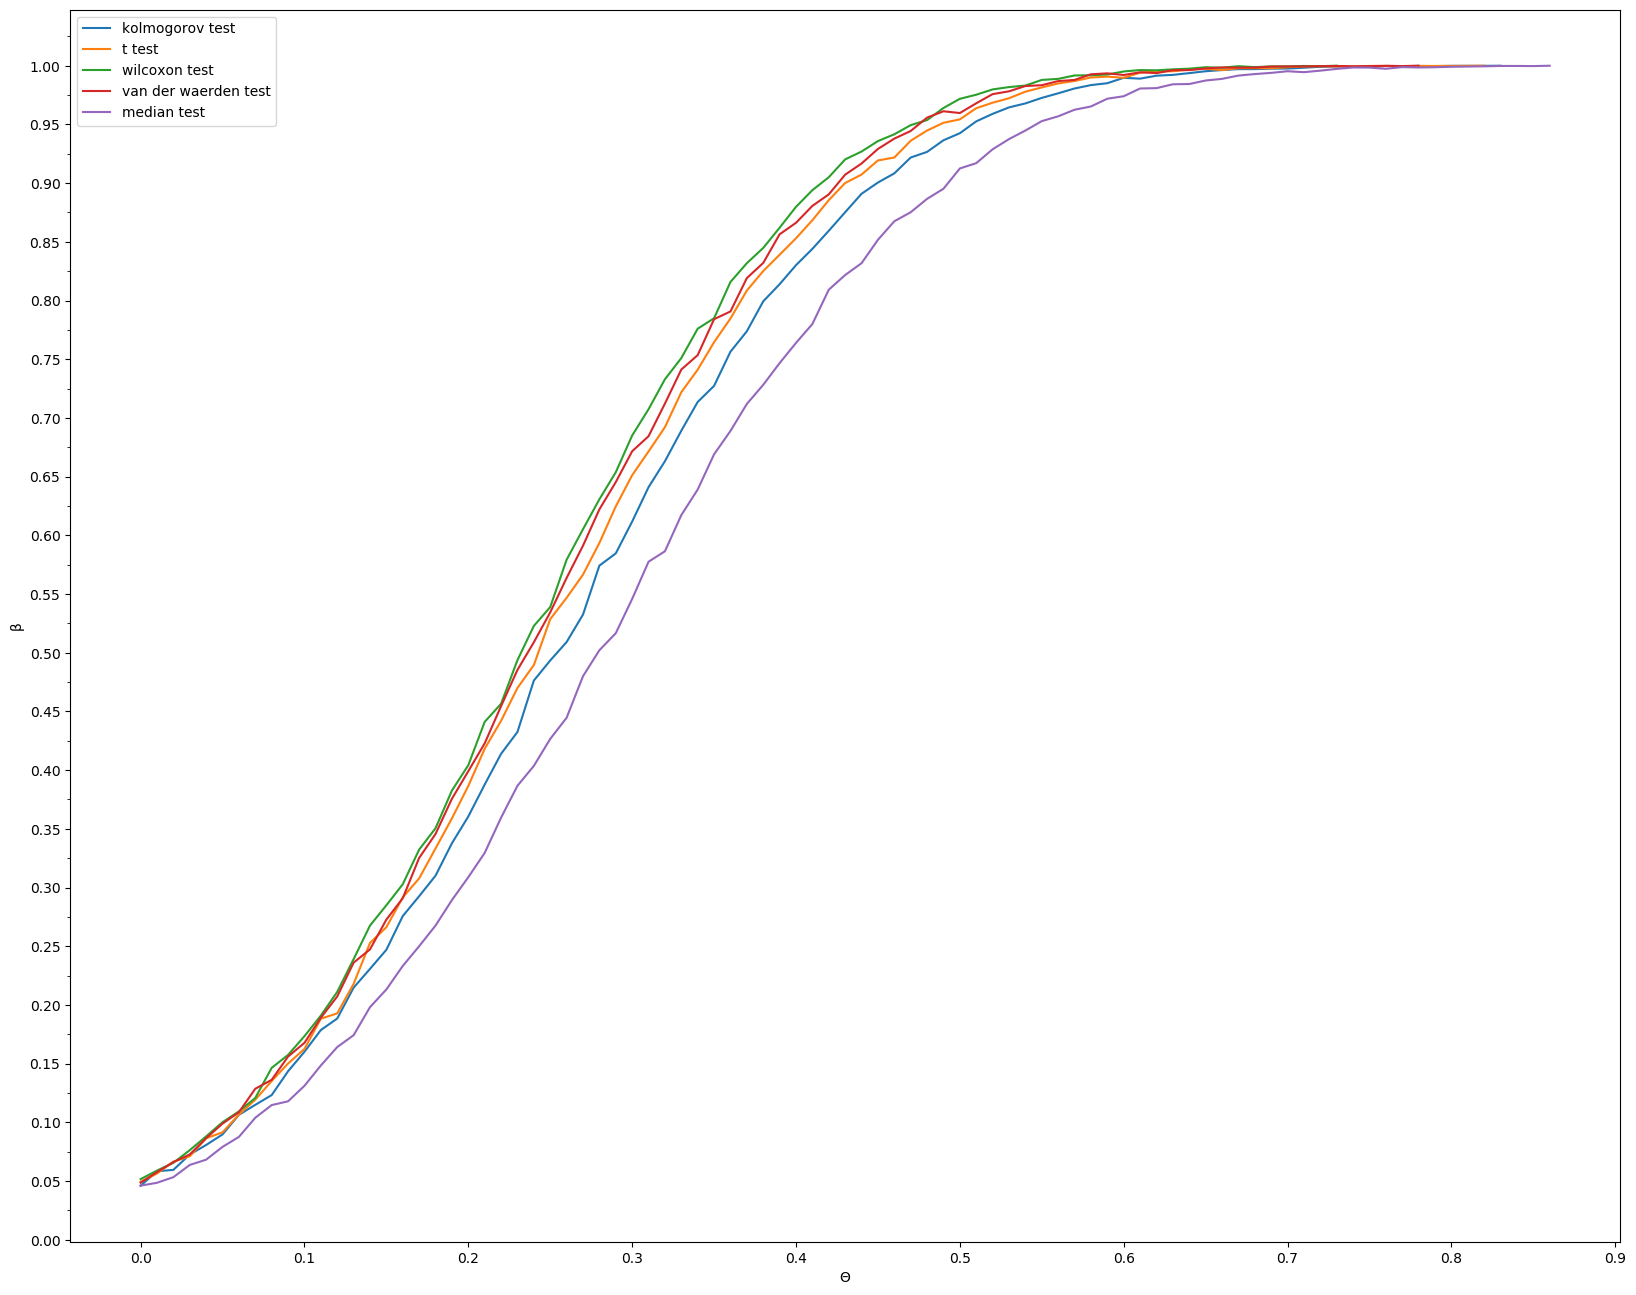 kolmogorov test
t test
wilcoxon test
van der waerden test
median test
1.00
0.95
0.90
0.85
0.80
0.75
0.70
0.65
0.60
0.55
0.50
0.45
0.40
0.35
0.30
0.25
0.20
0.15
0.10
0.05
0.00
β
0.0 0.1 0.2 0.3 0.4 0.5 0.6 0.7 0.8 0.9
Θ